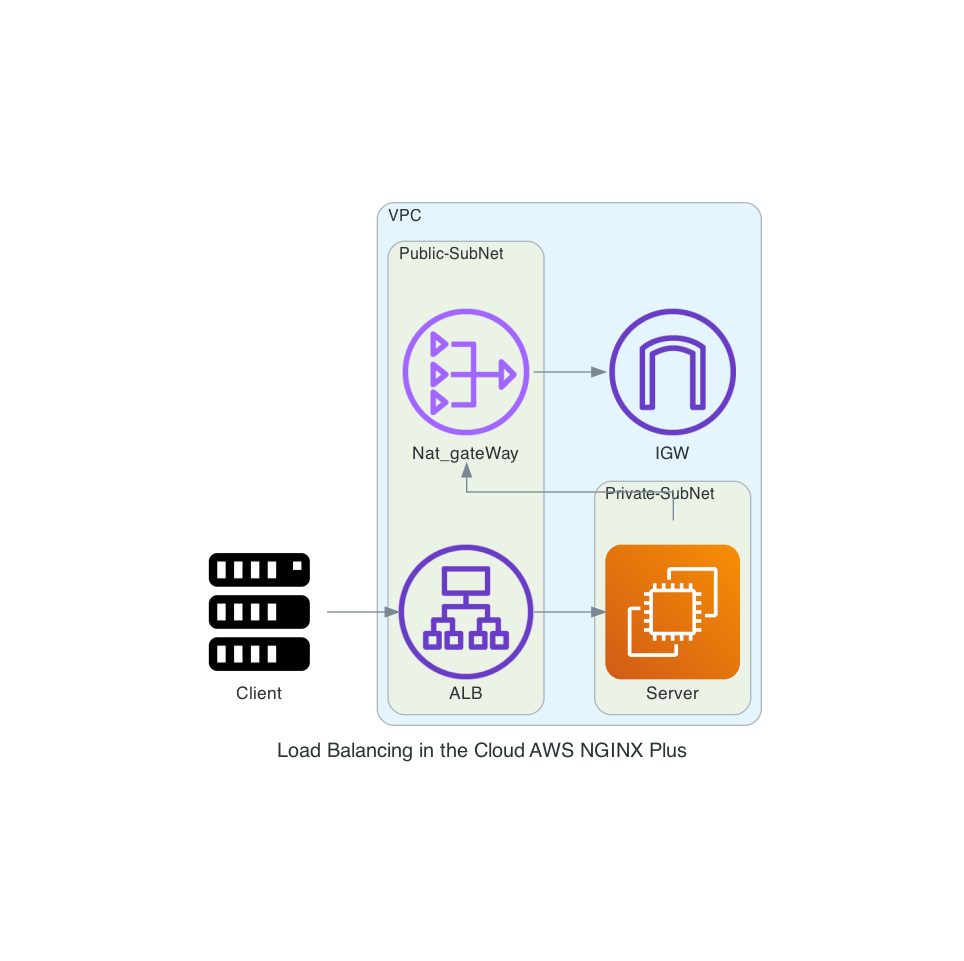 VPC
Public-SubNet
Nat_gateWay
IGW
Private-SubNet
Client
ALB
Server
Load Balancing in the Cloud AWS NGINX Plus